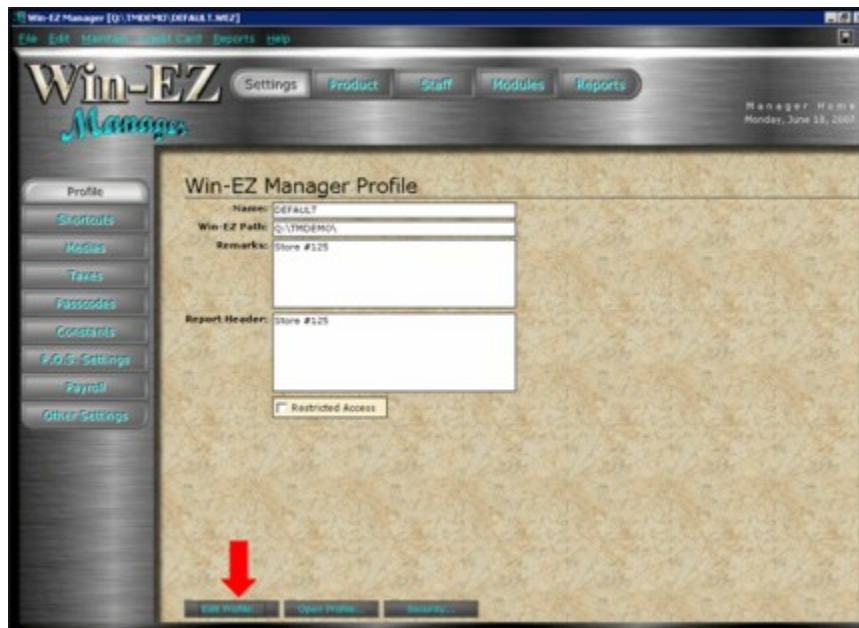 Win-EZ Manager [Q:\TMDEMO\DEFAULT.WEZ]
File Edit Maintain Credit Card Reports Help
Win-EZ
Manager
Settings Product Staff Modules Reports
Manager Home
Monday, June 18, 2007
Profile
Shortcuts
Medias
Taxes
Passcodes
Constants
P.O.S. Settings
Payroll
Other Settings
Win-EZ Manager Profile
Name: DEFAULT
Win-EZ Path: Q:\TMDEMO\
Remarks: Store #125
Report Header: Store #125
Restricted Access
Edit Profile... Open Profile... Security...